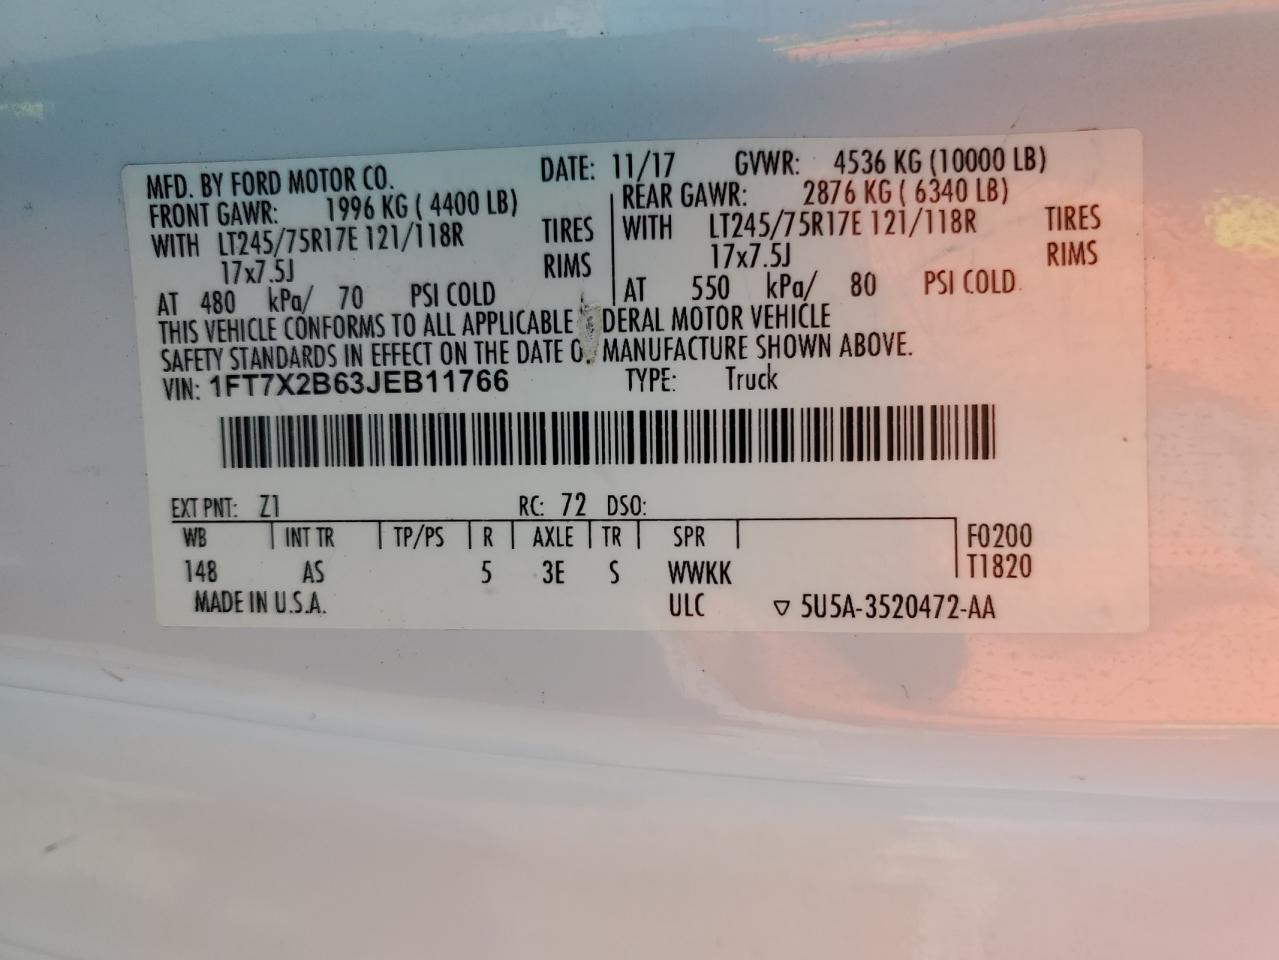 MFD. BY FORD MOTOR CO. DATE: 11/17 GVWR: 4536 KG (10000 LB)
FRONT GAWR: 1996 KG ( 4400 LB) REAR GAWR: 2876 KG ( 6340 LB)
WITH LT245/75R17E 121/118R TIRES WITH LT245/75R17E 121/118R TIRES
17x7.5J RIMS 17x7.5J RIMS
AT 480 kPa/ 70 PSI COLD AT 550 kPa/ 80 PSI COLD
THIS VEHICLE CONFORMS TO ALL APPLICABLE DERAL MOTOR VEHICLE
SAFETY STANDARDS IN EFFECT ON THE DATE O MANUFACTURE SHOWN ABOVE.
VIN: 1FT7X2B63JEB11766 TYPE: Truck
EXT PNT: Z1 RC: 72 DSO:
WB INT TR TP/PS R AXLE TR SPR F0200
148 AS 5 3E S WWKK T1820
MADE IN U.S.A. ULC ▽ 5U5A-3520472-AA